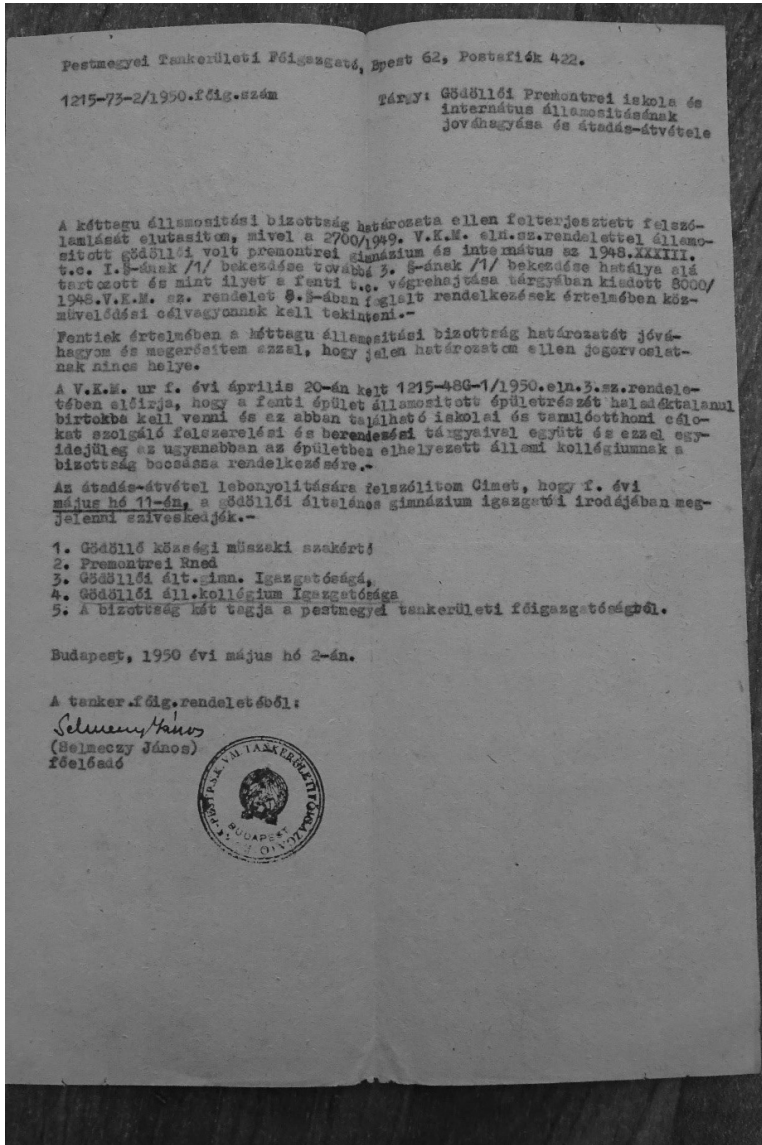 Pestmegyei Tankerületi Főigazgató, Bpest 62, Postafiók 422.
1215-73-2/1950.főig.szám
Tárgy: Gödöllői Premontrei iskola és
internátus államositásának
jováhagyása és átadás-átvétele
A kéttagu államositási bizottság határozata ellen felterjesztett felszó-
lamlását elutasitom, mivel a 2700/1949. V.K.M. eln.sz.rendelettel államo-
sitott gödöllői volt premontrei gimnázium és internátus az 1948.XXXIII.
t.c. I.§-ának /1/ bekezdése továbbá 3. §-ának /1/ bekezdése hatálya alá
tartozott és mint ilyet a fenti t.c. végrehajtása tárgyában kiadott 8000/
1948.V.K.M. sz. rendelet 8.§-ában foglalt rendelkezések értelmében köz-
müvelődési célvagyonnak kell tekinteni.-
Fentiek értelmében a kéttagu államositási bizottság határozatát jóvá-
hagyom és megerősitem azzal, hogy jelen határozatom ellen jogorvoslat-
nak nincs helye.
A V.K.M. ur f. évi április 20-án kelt 1215-48G-1/1950.eln.3.sz.rendele-
tében előirja, hogy a fenti épület államositott épületrészét haladéktalanul
birtokba kell venni és az abban található iskolai és tanulóotthoni célo-
kat szolgáló felszerelési és berendezési tárgyaival együtt és ezzel egy-
idejüleg az ugyanabban az épületben elhelyezett állami kollégiumnak a
bizottság bocsássa rendelkezésére.-
Az átadás-átvétel lebonyolitására felszólitom Cimet, hogy f. évi
május hó 11-én, a gödöllői általános gimnázium igazgatói irodájában meg-
jelenni sziveskedjék.-
1. Gödöllő községi müszaki szakértő
2. Premontrei Rned
3. Gödöllői ált.gimn. Igazgatóságá,
4. Gödöllői áll.kollégium Igazgatósága
5. A bizottság két tagja a pestmegyei tankerületi főigazgatóságból.
Budapest, 1950 évi május hó 2-án.
A tanker.főig.rendeletéből:
Selmeczy János
(Selmeczy János)
főelőadó
TANKERÜLETI FŐIGAZGATÓ
BUDAPEST